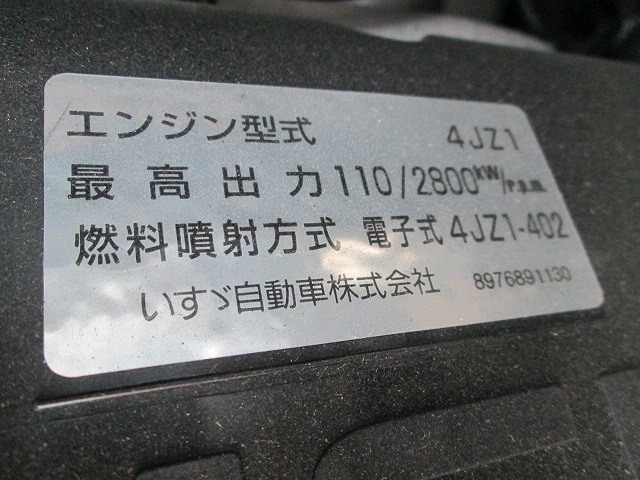 エンジン型式 4JZ1
最高出力 110/2800kW/r.p.m.
燃料噴射方式 電子式 4JZ1-402
いすゞ自動車株式会社 8976891130